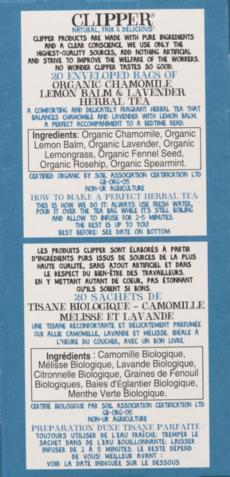 CLIPPER®
NATURAL, FAIR & DELICIOUS
CLIPPER PRODUCTS ARE MADE WITH PURE INGREDIENTS
AND A CLEAR CONSCIENCE. WE USE ONLY THE
HIGHEST-QUALITY SOURCES, ADD NOTHING ARTIFICIAL
AND STRIVE TO IMPROVE THE WELFARE OF THE WORKERS.
NO WONDER CLIPPER TASTES SO GOOD.
20 ENVELOPED BAGS OF
ORGANIC CHAMOMILE,
LEMON BALM & LAVENDER
HERBAL TEA
A COMFORTING AND DELICATELY FRAGRANT HERBAL TEA THAT
BALANCES CHAMOMILE AND LAVENDER WITH LEMON BALM,
A PERFECT ACCOMPANIMENT TO A BEDTIME READ.
Ingredients: Organic Chamomile, Organic
Lemon Balm, Organic Lavender, Organic
Lemongrass, Organic Fennel Seed,
Organic Rosehip, Organic Spearmint.
CERTIFIED ORGANIC BY SOIL ASSOCIATION CERTIFICATION LTD
GB-ORG-05
NON-UK AGRICULTURE
HOW TO MAKE A PERFECT HERBAL TEA:
THIS IS HOW WE DO IT. ALWAYS USE FRESH WATER,
POUR IT OVER THE TEA BAG WHILE IT'S STILL BOILING
AND ALLOW TO INFUSE FOR 2-5 MINUTES.
THE REST IS UP TO YOU!
BEST BEFORE: SEE DATE ON BOTTOM
LES PRODUITS CLIPPER SONT ÉLABORÉS À PARTIR
D'INGRÉDIENTS PURS ISSUS DE SOURCES DE LA PLUS
HAUTE QUALITÉ, SANS AJOUT ARTIFICIEL ET DANS
LE RESPECT DU BIEN-ÊTRE DES TRAVAILLEURS.
EN Y METTANT AUTANT DE COEUR, PAS ÉTONNANT
QU'ILS SOIENT SI BONS.
20 SACHETS DE
TISANE BIOLOGIQUE - CAMOMILLE
MÉLISSE ET LAVANDE
UNE TISANE RÉCONFORTANTE ET DÉLICATEMENT PARFUMÉE
QUI ALLIE CAMOMILLE, LAVANDE ET MÉLISSE. IDÉALE À
L'HEURE DU COUCHER, AVEC UN BON LIVRE.
Ingrédients : Camomille Biologique,
Mélisse Biologique, Lavande Biologique,
Citronnelle Biologique, Graines de Fenouil
Biologiques, Baies d'Églantier Biologique,
Menthe Verte Biologique.
CERTIFIÉ BIOLOGIQUE PAR SOIL ASSOCIATION CERTIFICATION LTD
GB-ORG-05
NON-UK AGRICULTURE
PRÉPARATION D'UNE TISANE PARFAITE :
TOUJOURS UTILISER DE L'EAU FRAÎCHE: TREMPER LE
SACHET DANS DE L'EAU BOUILLONNANTE; LAISSER
INFUSER DE 2 À 5 MINUTES. LE RESTE DÉPEND
DE VOUS! MEILLEUR AVANT :
VOIR LA DATE INDIQUÉE SUR LE DESSOUS